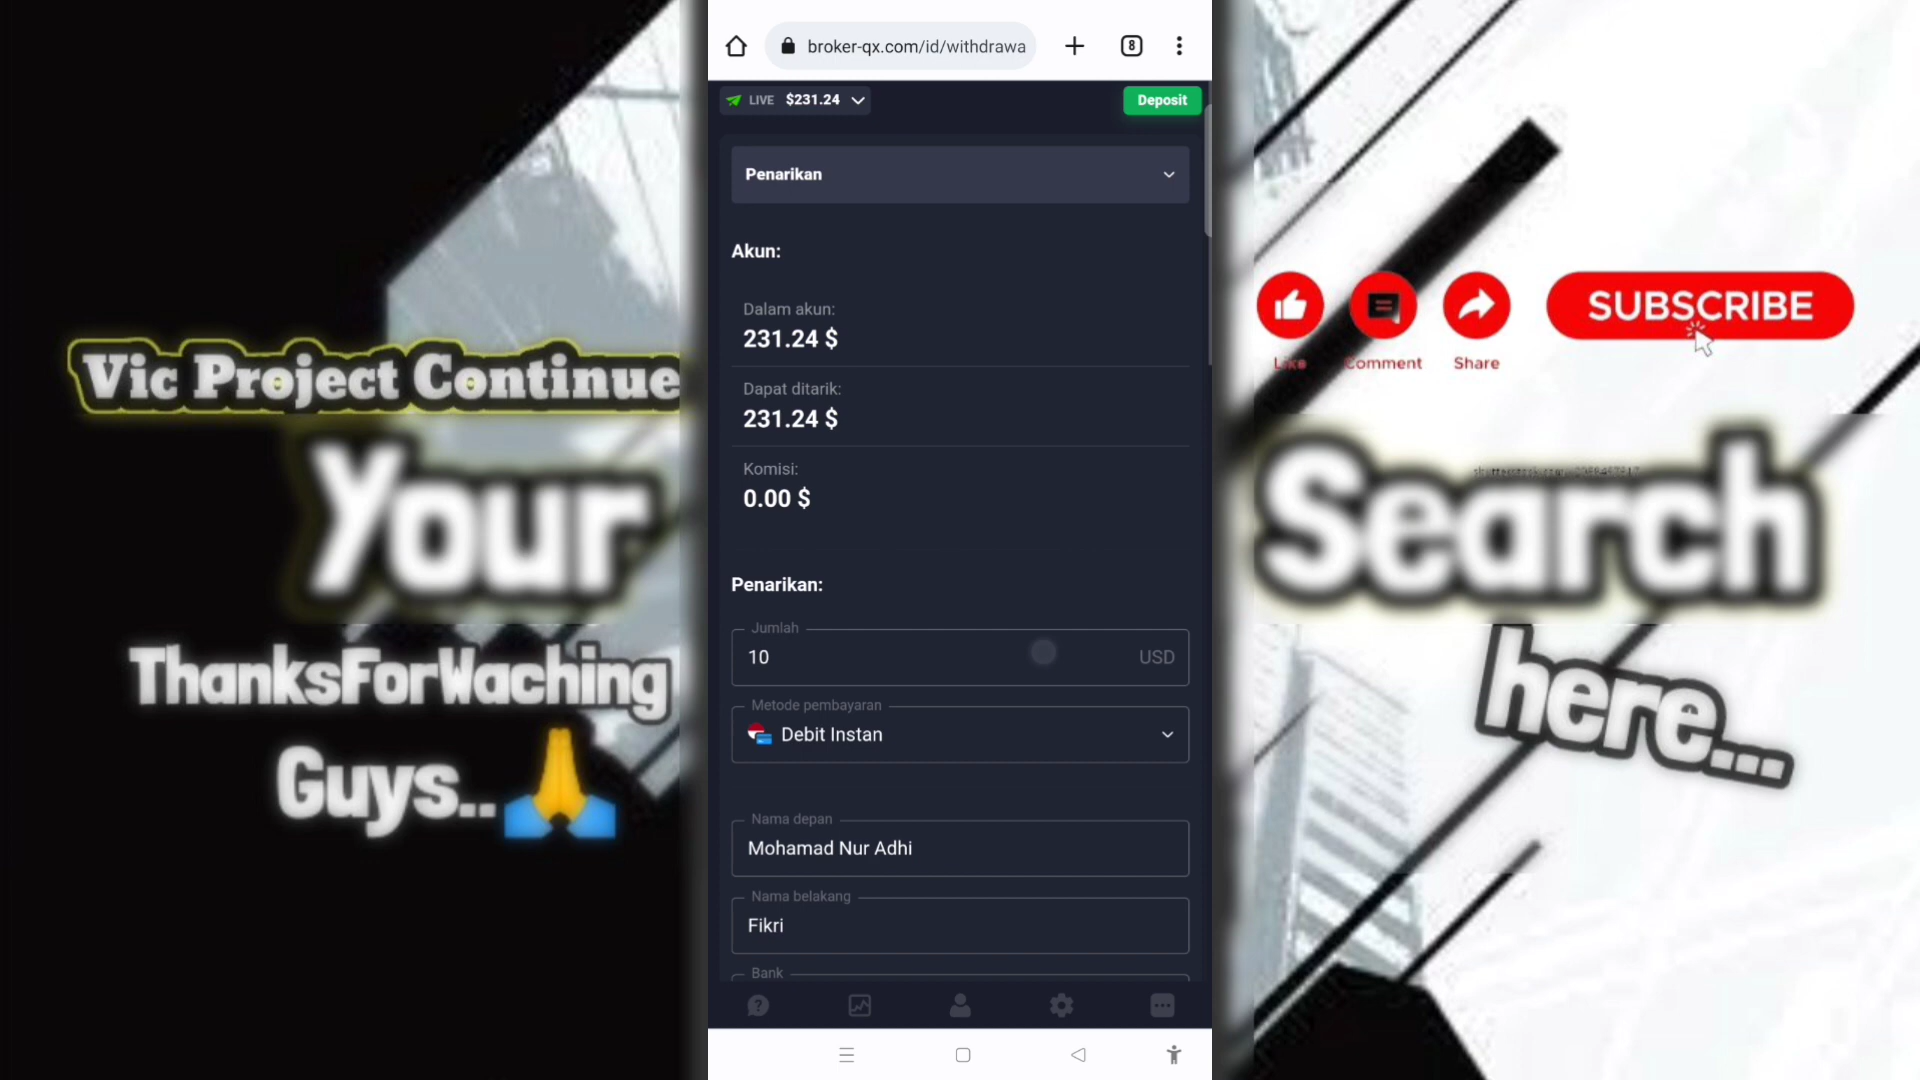 broker-qx.com/id/withdrawa
8
LIVE $231.24
Deposit
Penarikan
Akun:
Dalam akun:
231.24 $
Dapat ditarik:
231.24 $
Komisi:
0.00 $
Penarikan:
Jumlah
10 USD
Metode pembayaran
Debit Instan
Nama depan
Mohamad Nur Adhi
Nama belakang
Fikri
Bank
Vic Project Continue
Your
ThanksForWaching
Guys..
SUBSCRIBE
Like
Comment
Share
Search
here...